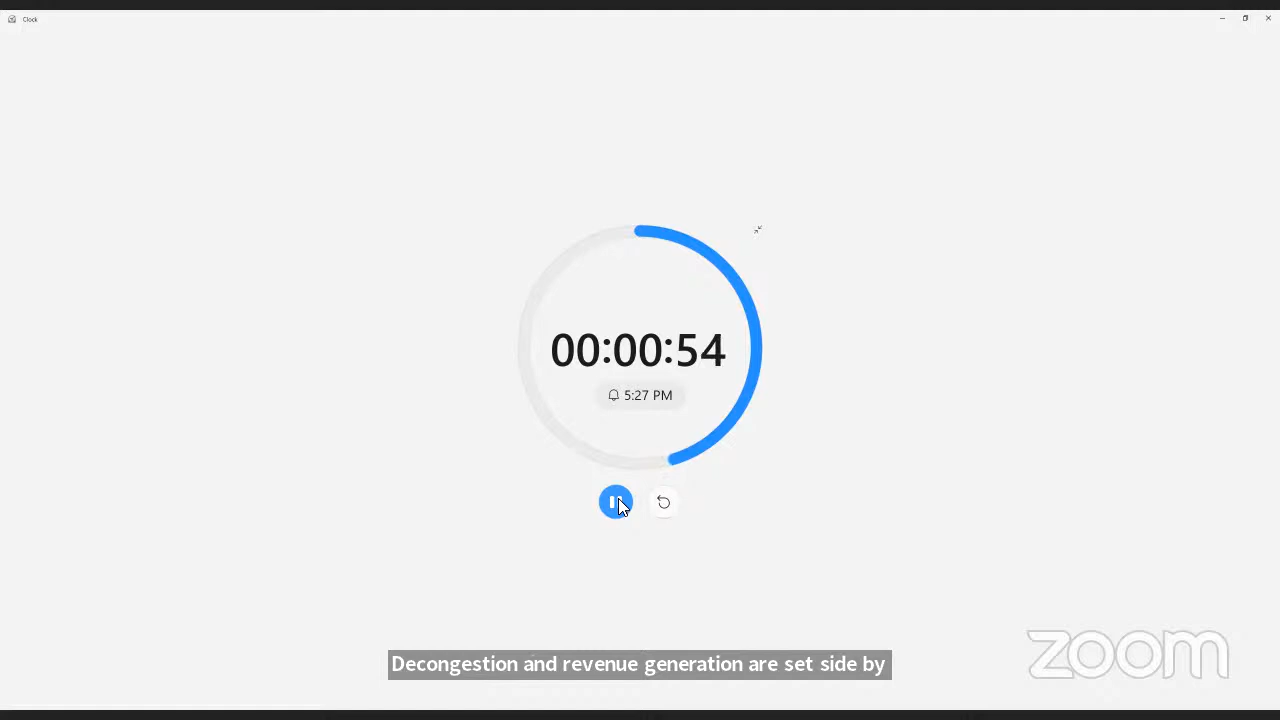 Clock
00:00:54
5:27 PM
Decongestion and revenue generation are set side by
zoom